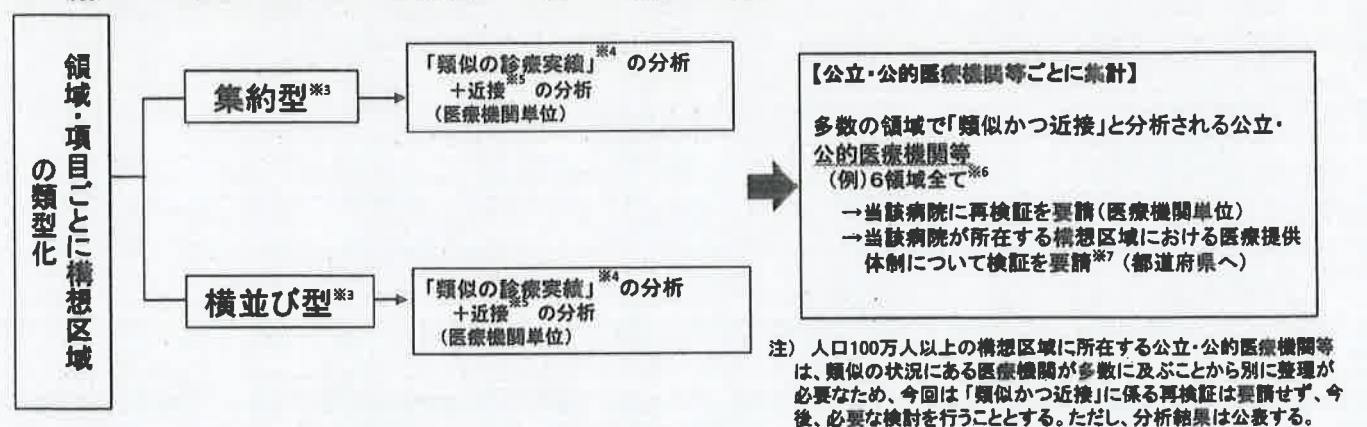 領域・項目ごとに構想区域
の類型化
集約型※3
「類似の診療実績」※4 の分析
+近接※5 の分析
(医療機関単位)
横並び型※3
「類似の診療実績」※4の分析
+近接※5 の分析
(医療機関単位)
【公立・公的医療機関等ごとに集計】
多数の領域で「類似かつ近接」と分析される公立・
公的医療機関等
(例)6領域全て※6
→当該病院に再検証を要請(医療機関単位)
→当該病院が所在する構想区域における医療提供
体制について検証を要請※7 (都道府県へ)
注) 人口100万人以上の構想区域に所在する公立・公的医療機関等
は、類似の状況にある医療機関が多数に及ぶことから別に整理が
必要なため、今回は「類似かつ近接」に係る再検証は要請せず、今
後、必要な検討を行うこととする。ただし、分析結果は公表する。